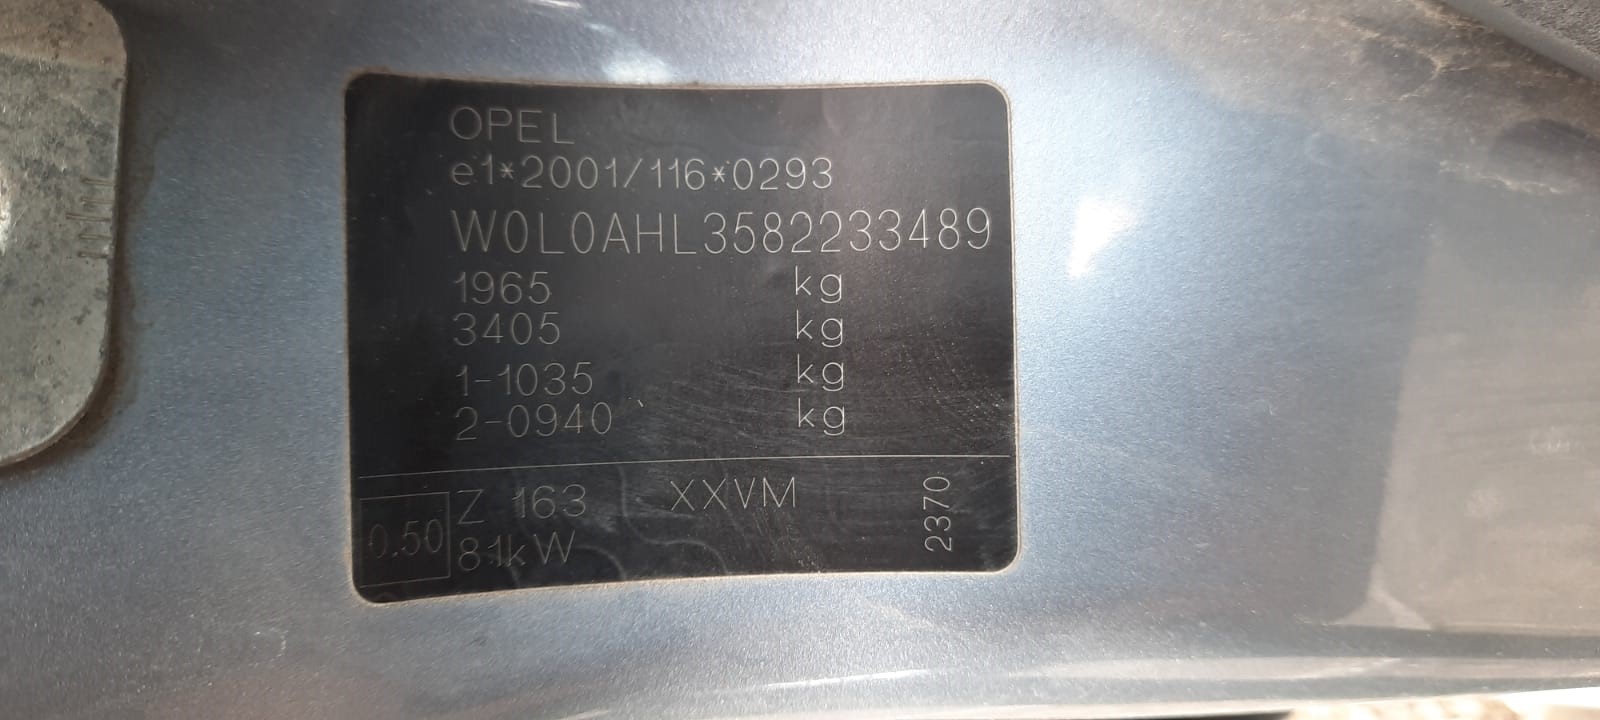 OPEL
e1*2001/116*0293
W0L0AHL3582233489
1965 kg
3405 kg
1-1035 kg
2-0940 kg
0.50 Z 163 XXVM 2370
81kW